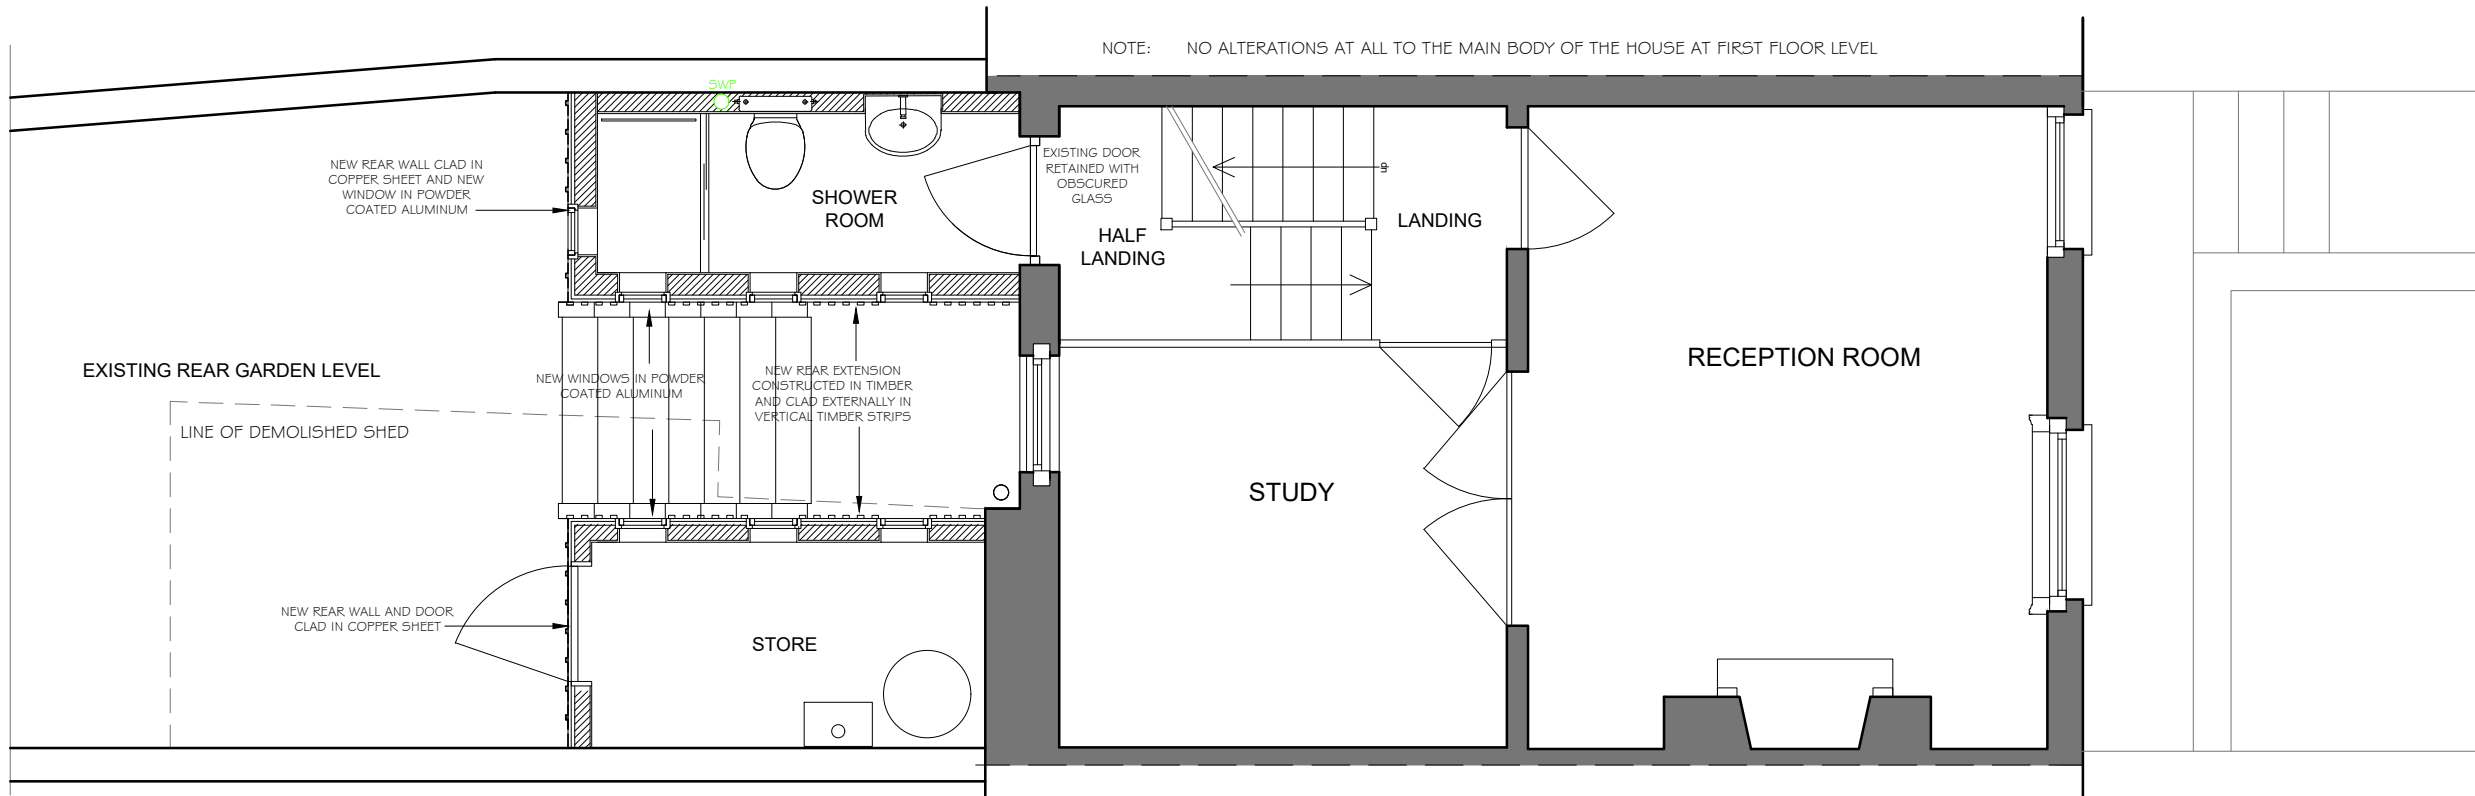 NOTE: NO ALTERATIONS AT ALL TO THE MAIN BODY OF THE HOUSE AT FIRST FLOOR LEVEL
SWP
NEW REAR WALL CLAD IN
COPPER SHEET AND NEW
WINDOW IN POWDER
COATED ALUMINUM
SHOWER
ROOM
EXISTING DOOR
RETAINED WITH
OBSCURED
GLASS
dn
HALF
LANDING
LANDING
RECEPTION ROOM
EXISTING REAR GARDEN LEVEL
NEW WINDOWS IN POWDER
COATED ALUMINUM
NEW REAR EXTENSION
CONSTRUCTED IN TIMBER
AND CLAD EXTERNALLY IN
VERTICAL TIMBER STRIPS
LINE OF DEMOLISHED SHED
STUDY
NEW REAR WALL AND DOOR
CLAD IN COPPER SHEET
STORE